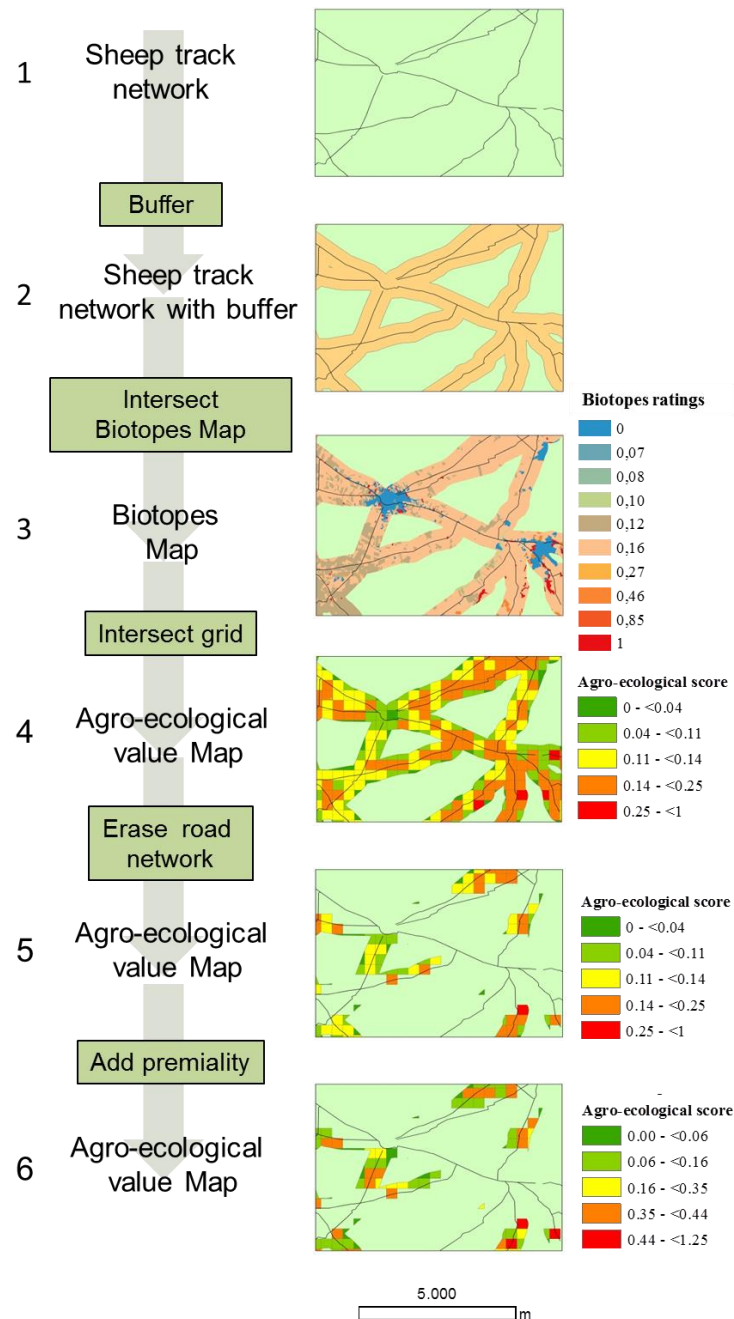 1
Sheep track
network
Buffer
2
Sheep track
network with buffer
Intersect
Biotopes Map
Biotopes ratings
0
0,07
0,08
0,10
0,12
0,16
0,27
0,46
0,85
1
3
Biotopes
Map
Intersect grid
4
Agro-ecological
value Map
Agro-ecological score
0 - <0.04
0.04 - <0.11
0.11 - <0.14
0.14 - <0.25
0.25 - <1
Erase road
network
5
Agro-ecological
value Map
Agro-ecological score
0 - <0.04
0.04 - <0.11
0.11 - <0.14
0.14 - <0.25
0.25 - <1
Add premiality
6
Agro-ecological
value Map
Agro-ecological score
0.00 - <0.06
0.06 - <0.16
0.16 - <0.35
0.35 - <0.44
0.44 - <1.25
5.000
m